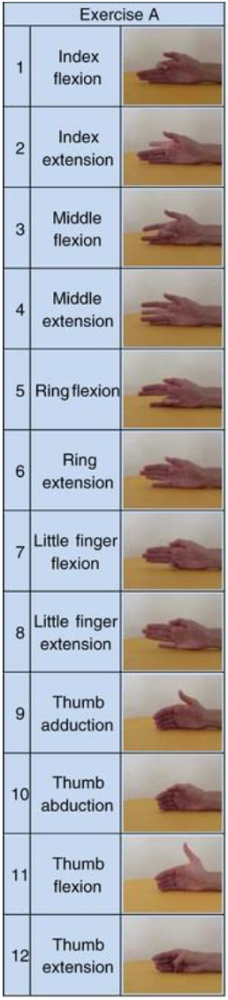 Exercise A
1
Index
flexion
2
Index
extension
3
Middle
flexion
4
Middle
extension
5
Ring flexion
6
Ring
extension
7
Little finger
flexion
8
Little finger
extension
9
Thumb
adduction
10
Thumb
abduction
11
Thumb
flexion
12
Thumb
extension